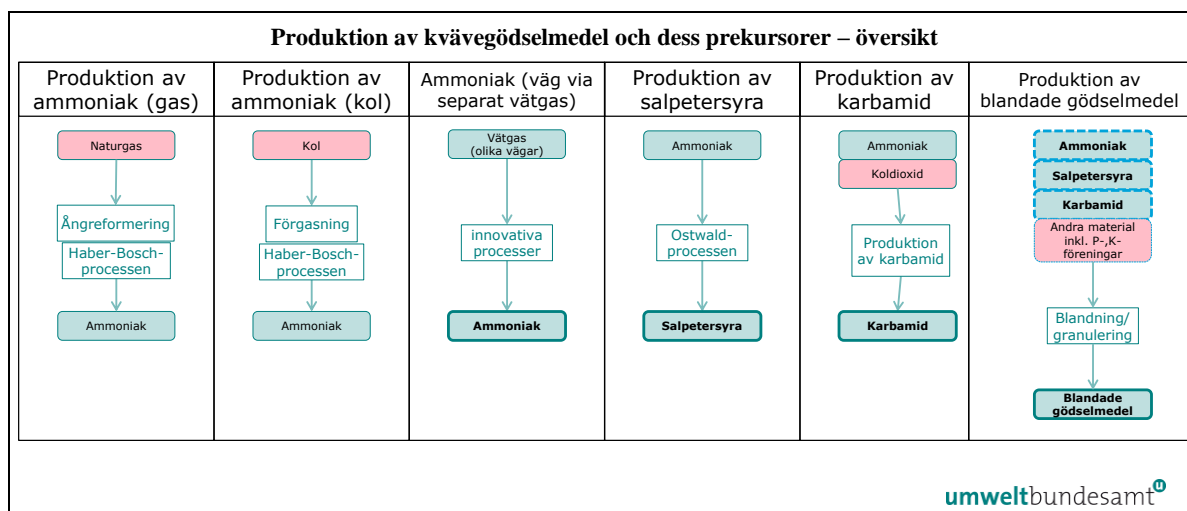 Produktion av kvävegödselmedel och dess prekursorer – översikt
Produktion av
ammoniak (gas)
Naturgas
Ångreformering
Haber-Bosch-
processen
Ammoniak
Produktion av
ammoniak (kol)
Kol
Förgasning
Haber-Bosch-
processen
Ammoniak
Ammoniak (väg via
separat vätgas)
Vätgas
(olika vägar)
innovativa
processer
Ammoniak
Produktion av
salpetersyra
Ammoniak
Ostwald-
processen
Salpetersyra
Produktion av
karbamid
Ammoniak
Koldioxid
Produktion
av karbamid
Karbamid
Produktion av
blandade gödselmedel
Ammoniak
Salpetersyra
Karbamid
Andra material
inkl. P-,K-
föreningar
Blandning/
granulering
Blandade
gödselmedel
umweltbundesamt u